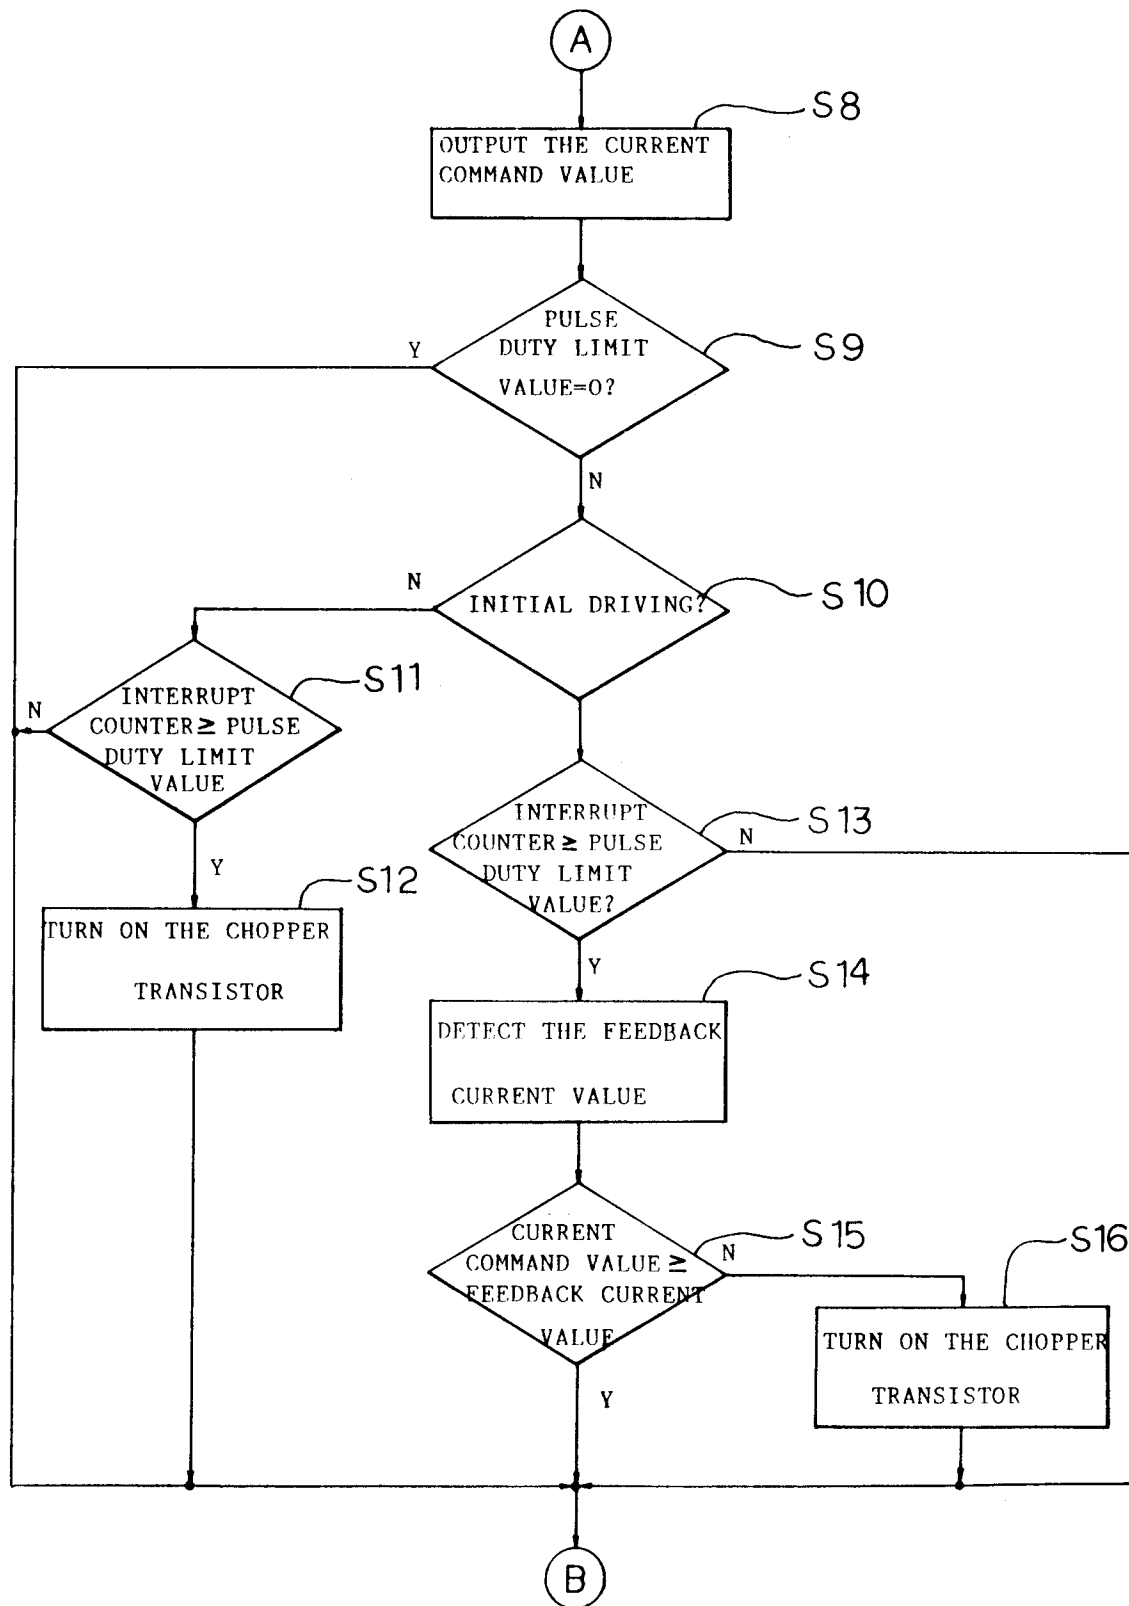 A
S8
OUTPUT THE CURRENT
COMMAND VALUE
PULSE
DUTY LIMIT
VALUE=0?
S9
Y
N
INITIAL DRIVING?
S10
N
INTERRUPT
COUNTER≥PULSE
DUTY LIMIT
VALUE
S11
N
Y
INTERRUPT
COUNTER≥PULSE
DUTY LIMIT
VALUE?
S13
N
Y
S12
TURN ON THE CHOPPER
TRANSISTOR
S14
DETECT THE FEEDBACK
CURRENT VALUE
CURRENT
COMMAND VALUE≥
FEEDBACK CURRENT
VALUE
S15
N
Y
S16
TURN ON THE CHOPPER
TRANSISTOR
B